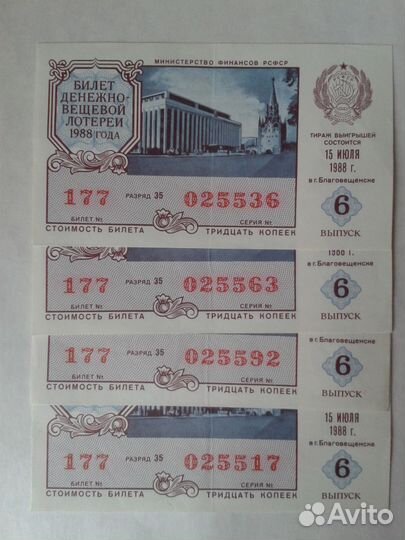 МИНИСТЕРСТВО ФИНАНСОВ РСФСР
БИЛЕТ
ДЕНЕЖНО-
ВЕЩЕВОЙ
ЛОТЕРЕИ
1988 ГОДА
ТИРАЖ ВЫИГРЫШЕЙ
СОСТОИТСЯ
15 ИЮЛЯ
1988 г.
в г. Благовещенске
177 РАЗРЯД 35 025536
6
БИЛЕТ № СЕРИЯ №
СТОИМОСТЬ БИЛЕТА ТРИДЦАТЬ КОПЕЕК
ВЫПУСК
1988 г.
в г. Благовещенске
177 РАЗРЯД 35 025563
6
БИЛЕТ № СЕРИЯ №
СТОИМОСТЬ БИЛЕТА ТРИДЦАТЬ КОПЕЕК
ВЫПУСК
в г. Благовещенске
177 РАЗРЯД 35 025592
6
БИЛЕТ № СЕРИЯ №
СТОИМОСТЬ БИЛЕТА ТРИДЦАТЬ КОПЕЕК
ВЫПУСК
15 ИЮЛЯ
1988 г.
в г. Благовещенске
177 РАЗРЯД 35 025517
6
БИЛЕТ № СЕРИЯ №
СТОИМОСТЬ БИЛЕТА ТРИДЦАТЬ КОПЕЕК
ВЫПУСК
Avito